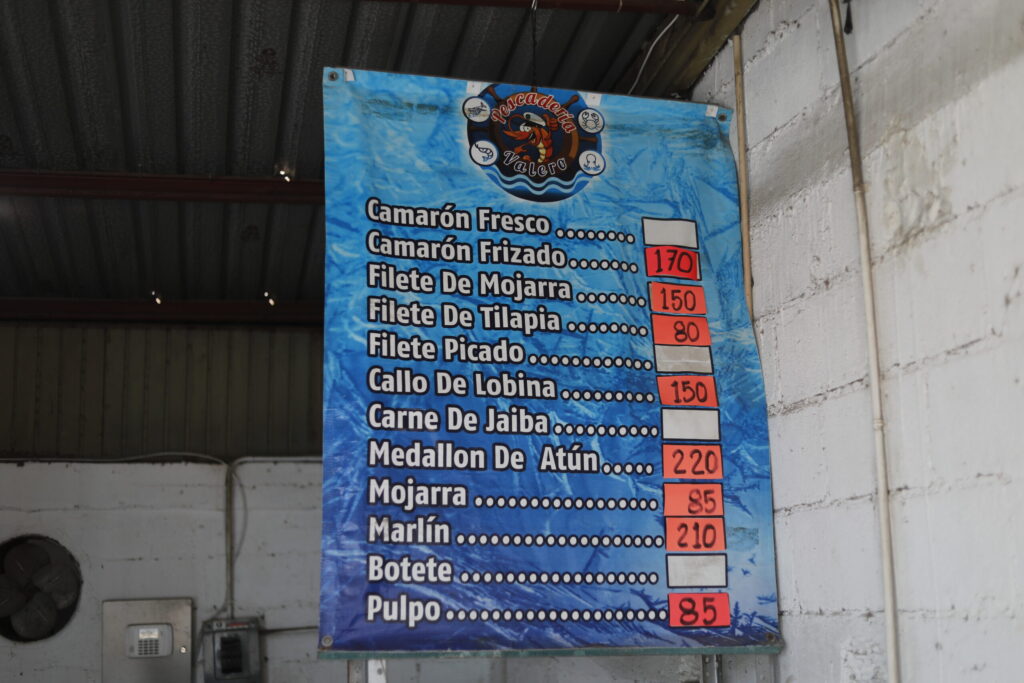 Pescadería
Valero
Camarón Fresco ........
Camarón Frizado....... 170
Filete De Mojarra....... 150
Filete De Tilapia ........ 80
Filete Picado............
Callo De Lobina ......... 150
Carne De Jaiba ..........
Medallon De Atún..... 220
Mojarra .................. 85
Marlín .................... 210
Botete .................
Pulpo ..................... 85